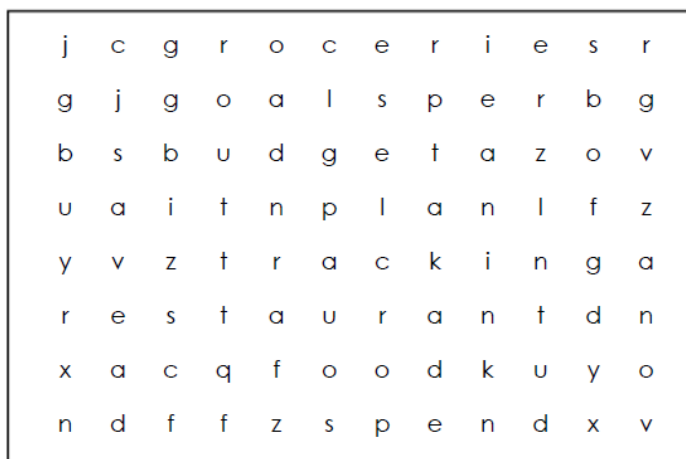 j c g r o c e r i e s r
g j g o a l s p e r b g
b s b u d g e t a z o v
u a i t n p l a n l f z
y v z t r a c k i n g a
r e s t a u r a n t d n
x a c q f o o d k u y o
n d f f z s p e n d x v